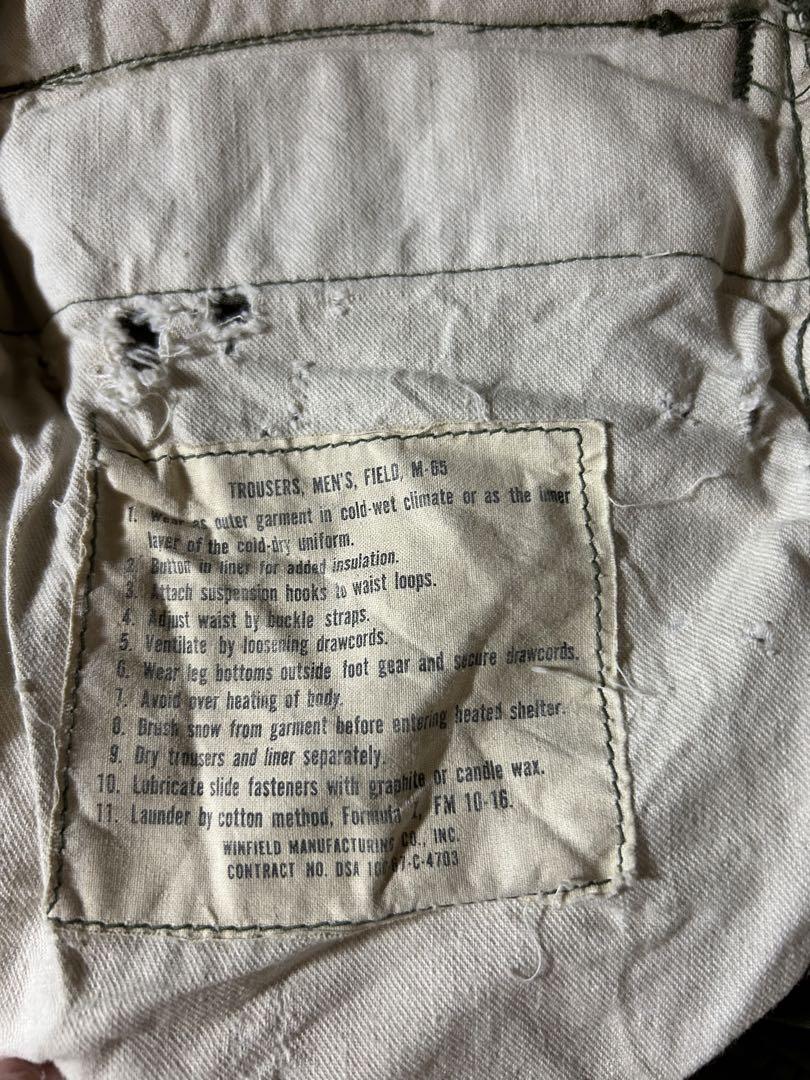 TROUSERS, MEN'S, FIELD, M-65
1. Wear as outer garment in cold-wet climate or as the inner
layer of the cold-dry uniform.
2. Button in liner for added insulation.
3. Attach suspension hooks to waist loops.
4. Adjust waist by buckle straps.
5. Ventilate by loosening drawcords.
6. Wear leg bottoms outside foot gear and secure drawcords.
7. Avoid over heating of body.
8. Brush snow from garment before entering heated shelter.
9. Dry trousers and liner separately.
10. Lubricate slide fasteners with graphite or candle wax.
11. Launder by cotton method, Formula , FM 10-16.
WINFIELD MANUFACTURING CO., INC.
CONTRACT NO. DSA